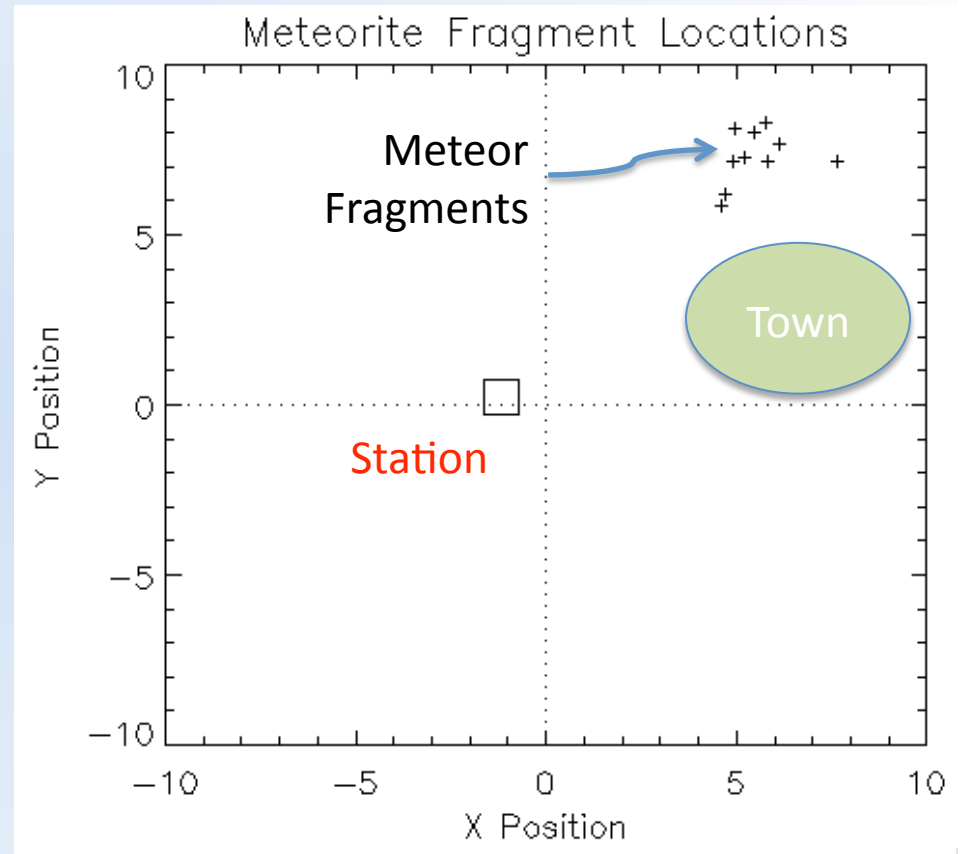 Meteorite Fragment Locations
10
Meteor
Fragments
5
Town
Y Position
0
Station
−5
−10
−10
−5
0
5
10
X Position